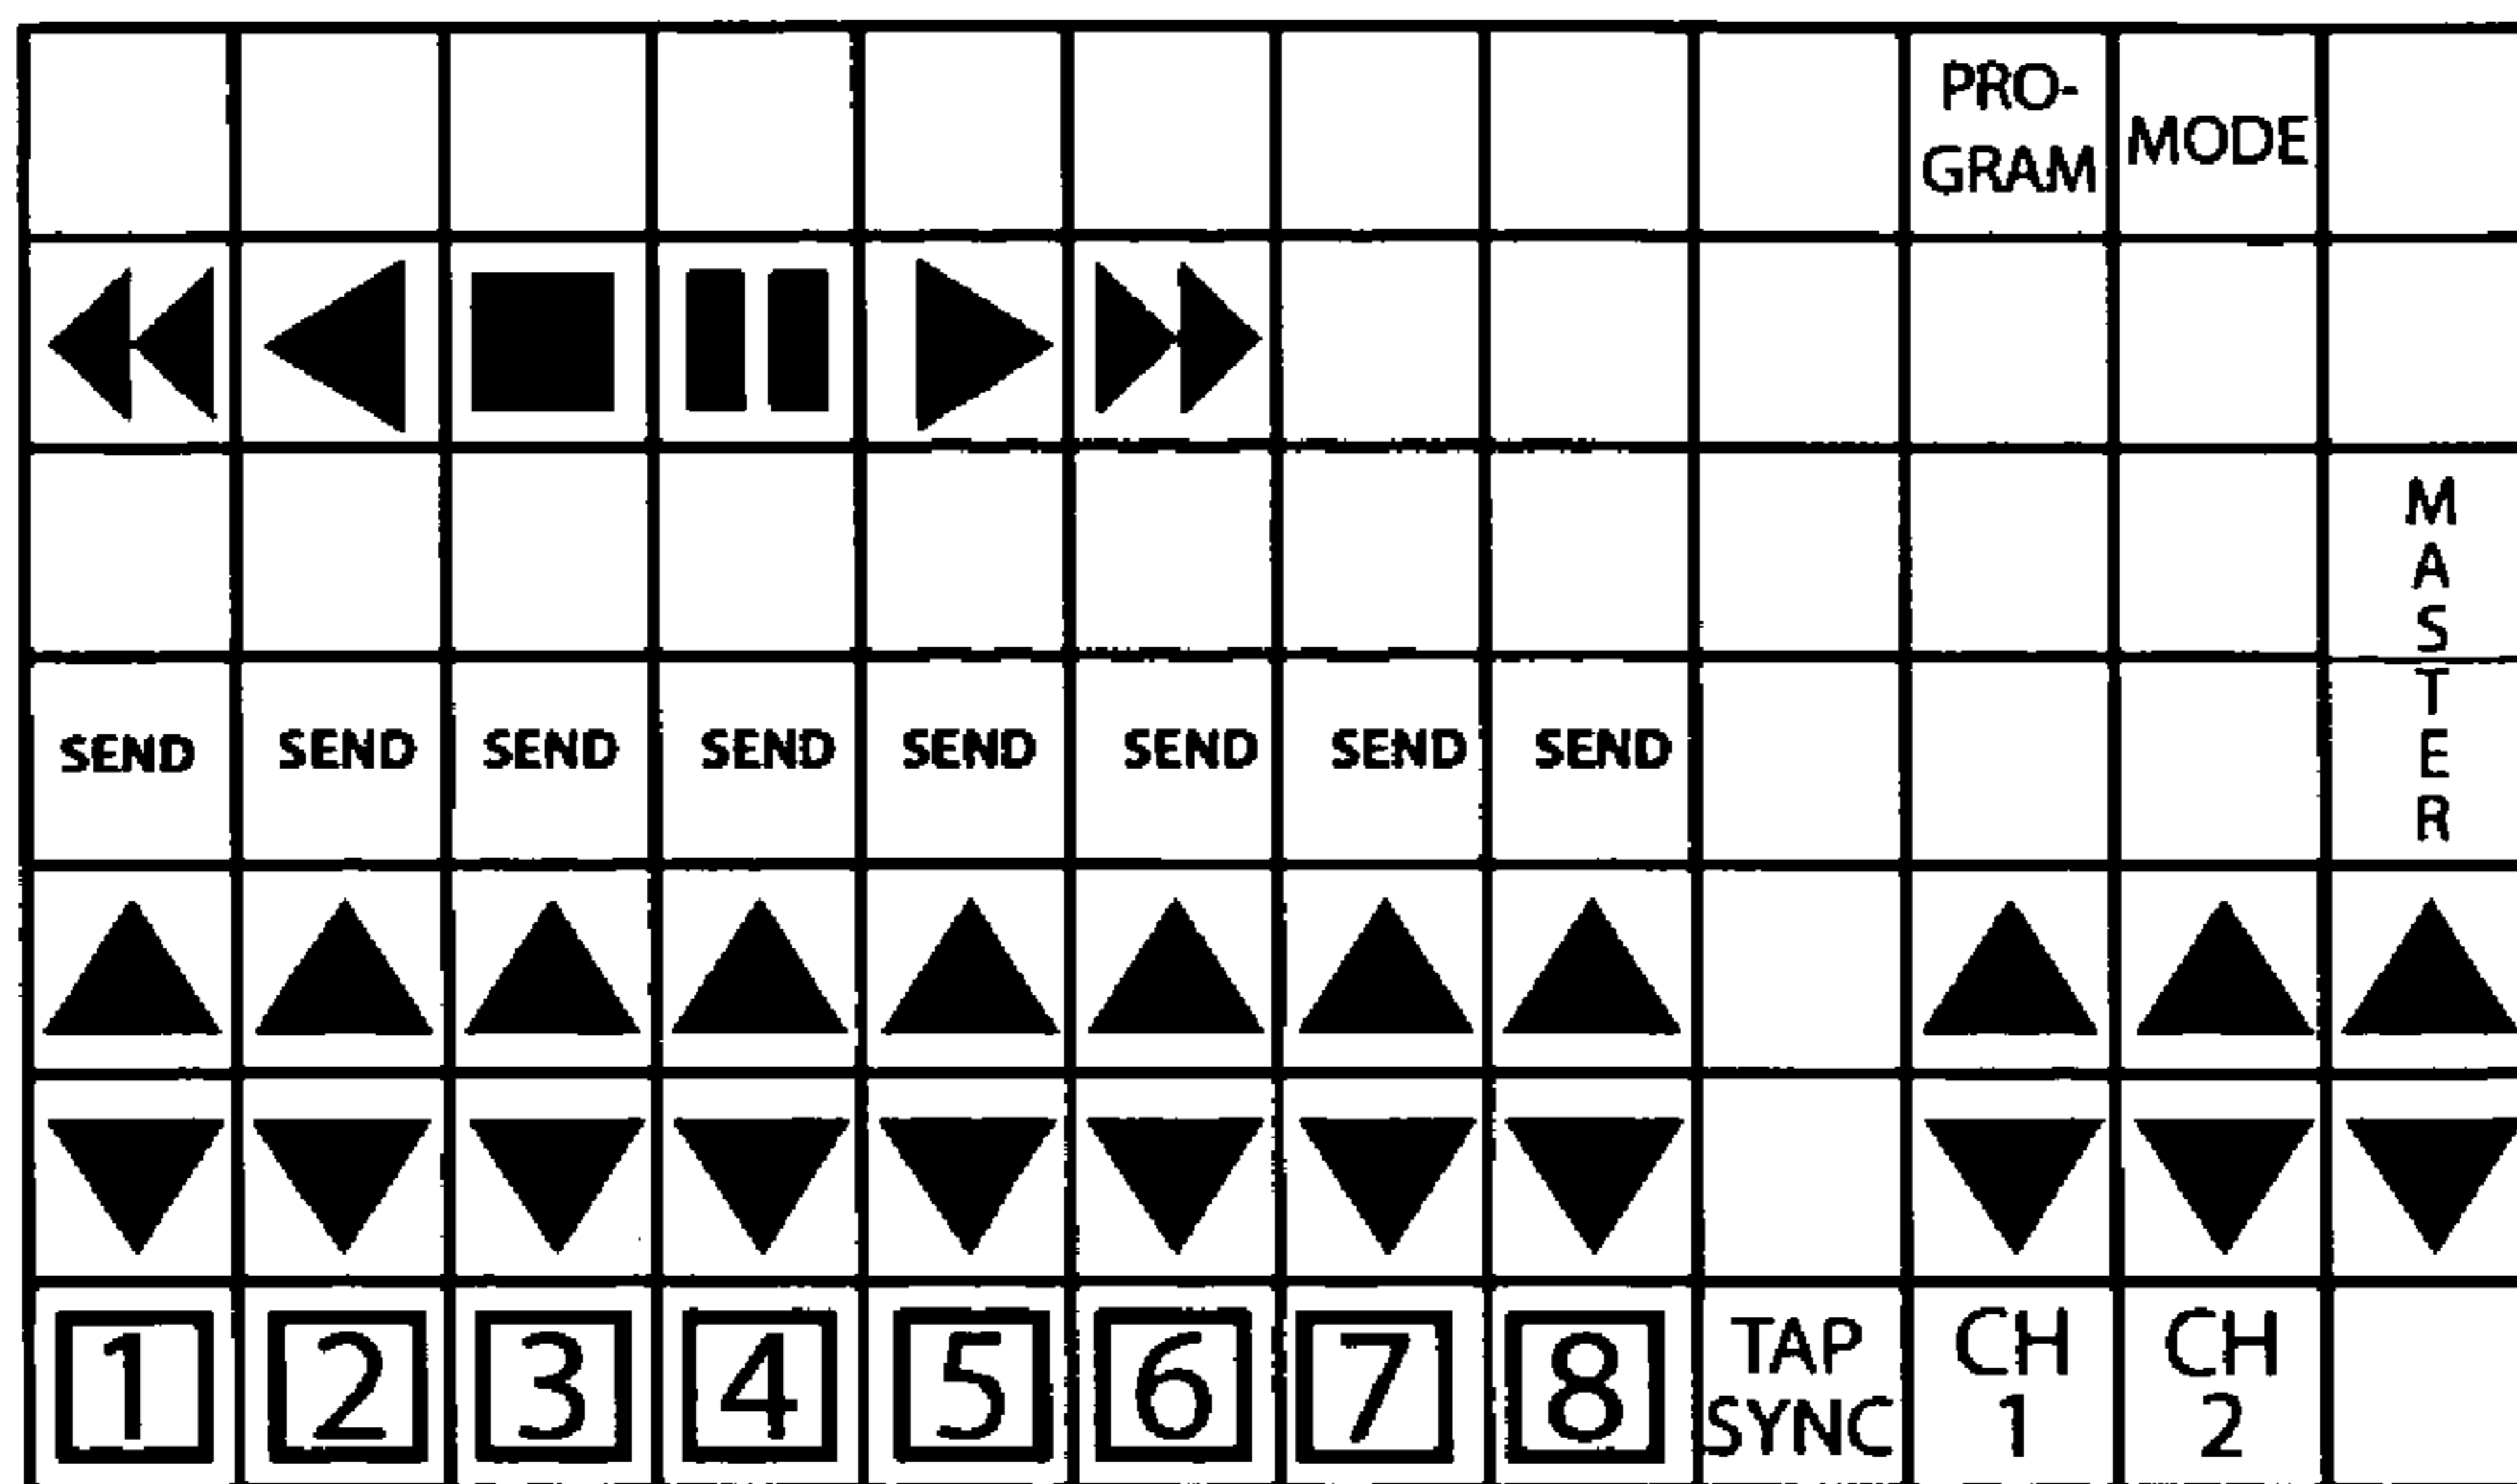 PRO-
GRAM
MODE
MASTER
SEND SEND SEND SEND SEND SEND SEND SEND
1 2 3 4 5 6 7 8
TAP
SYNC
CH
1
CH
2